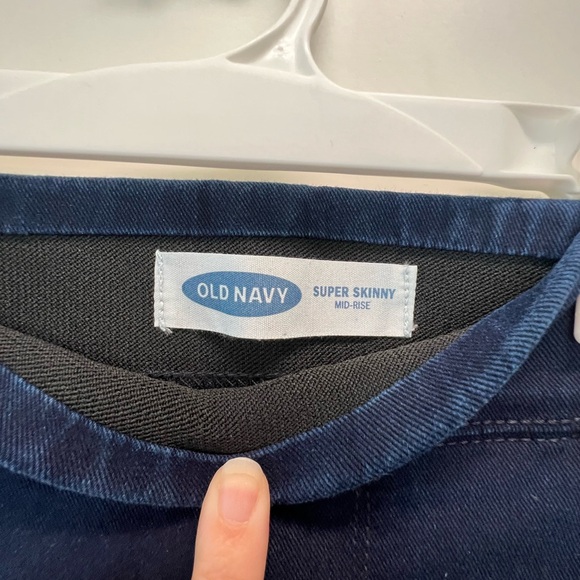 OLD NAVY
SUPER SKINNY
MID-RISE